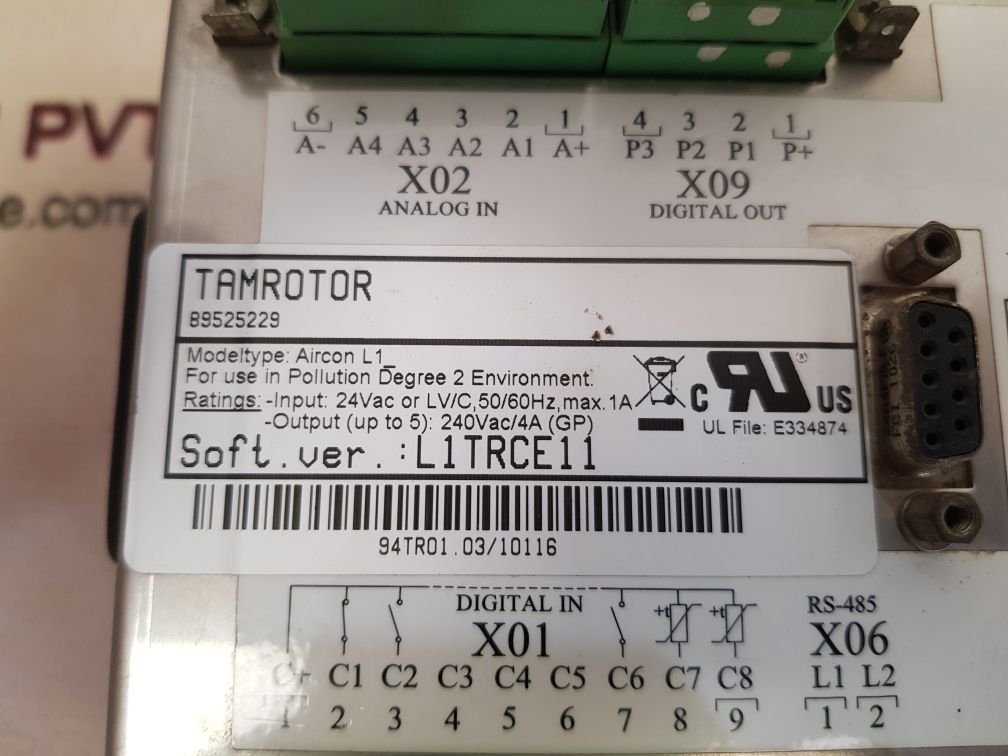 PVT
e.com
6 5 4 3 2 1
A- A4 A3 A2 A1 A+
X02
ANALOG IN
4 3 2 1
P3 P2 P1 P+
X09
DIGITAL OUT
TAMROTOR
89525229
Modeltype: Aircon L1_
For use in Pollution Degree 2 Environment.
Ratings: -Input: 24Vac or LV/C,50/60Hz,max.1A
-Output (up to 5): 240Vac/4A (GP)
Soft.ver.:L1TRCE11
C RU ® US
UL File: E334874
94TR01.03/10116
DIGITAL IN
X01
+t +t
C+ C1 C2 C3 C4 C5 C6 C7 C8
1 2 3 4 5 6 7 8 9
RS-485
X06
L1 L2
1 2